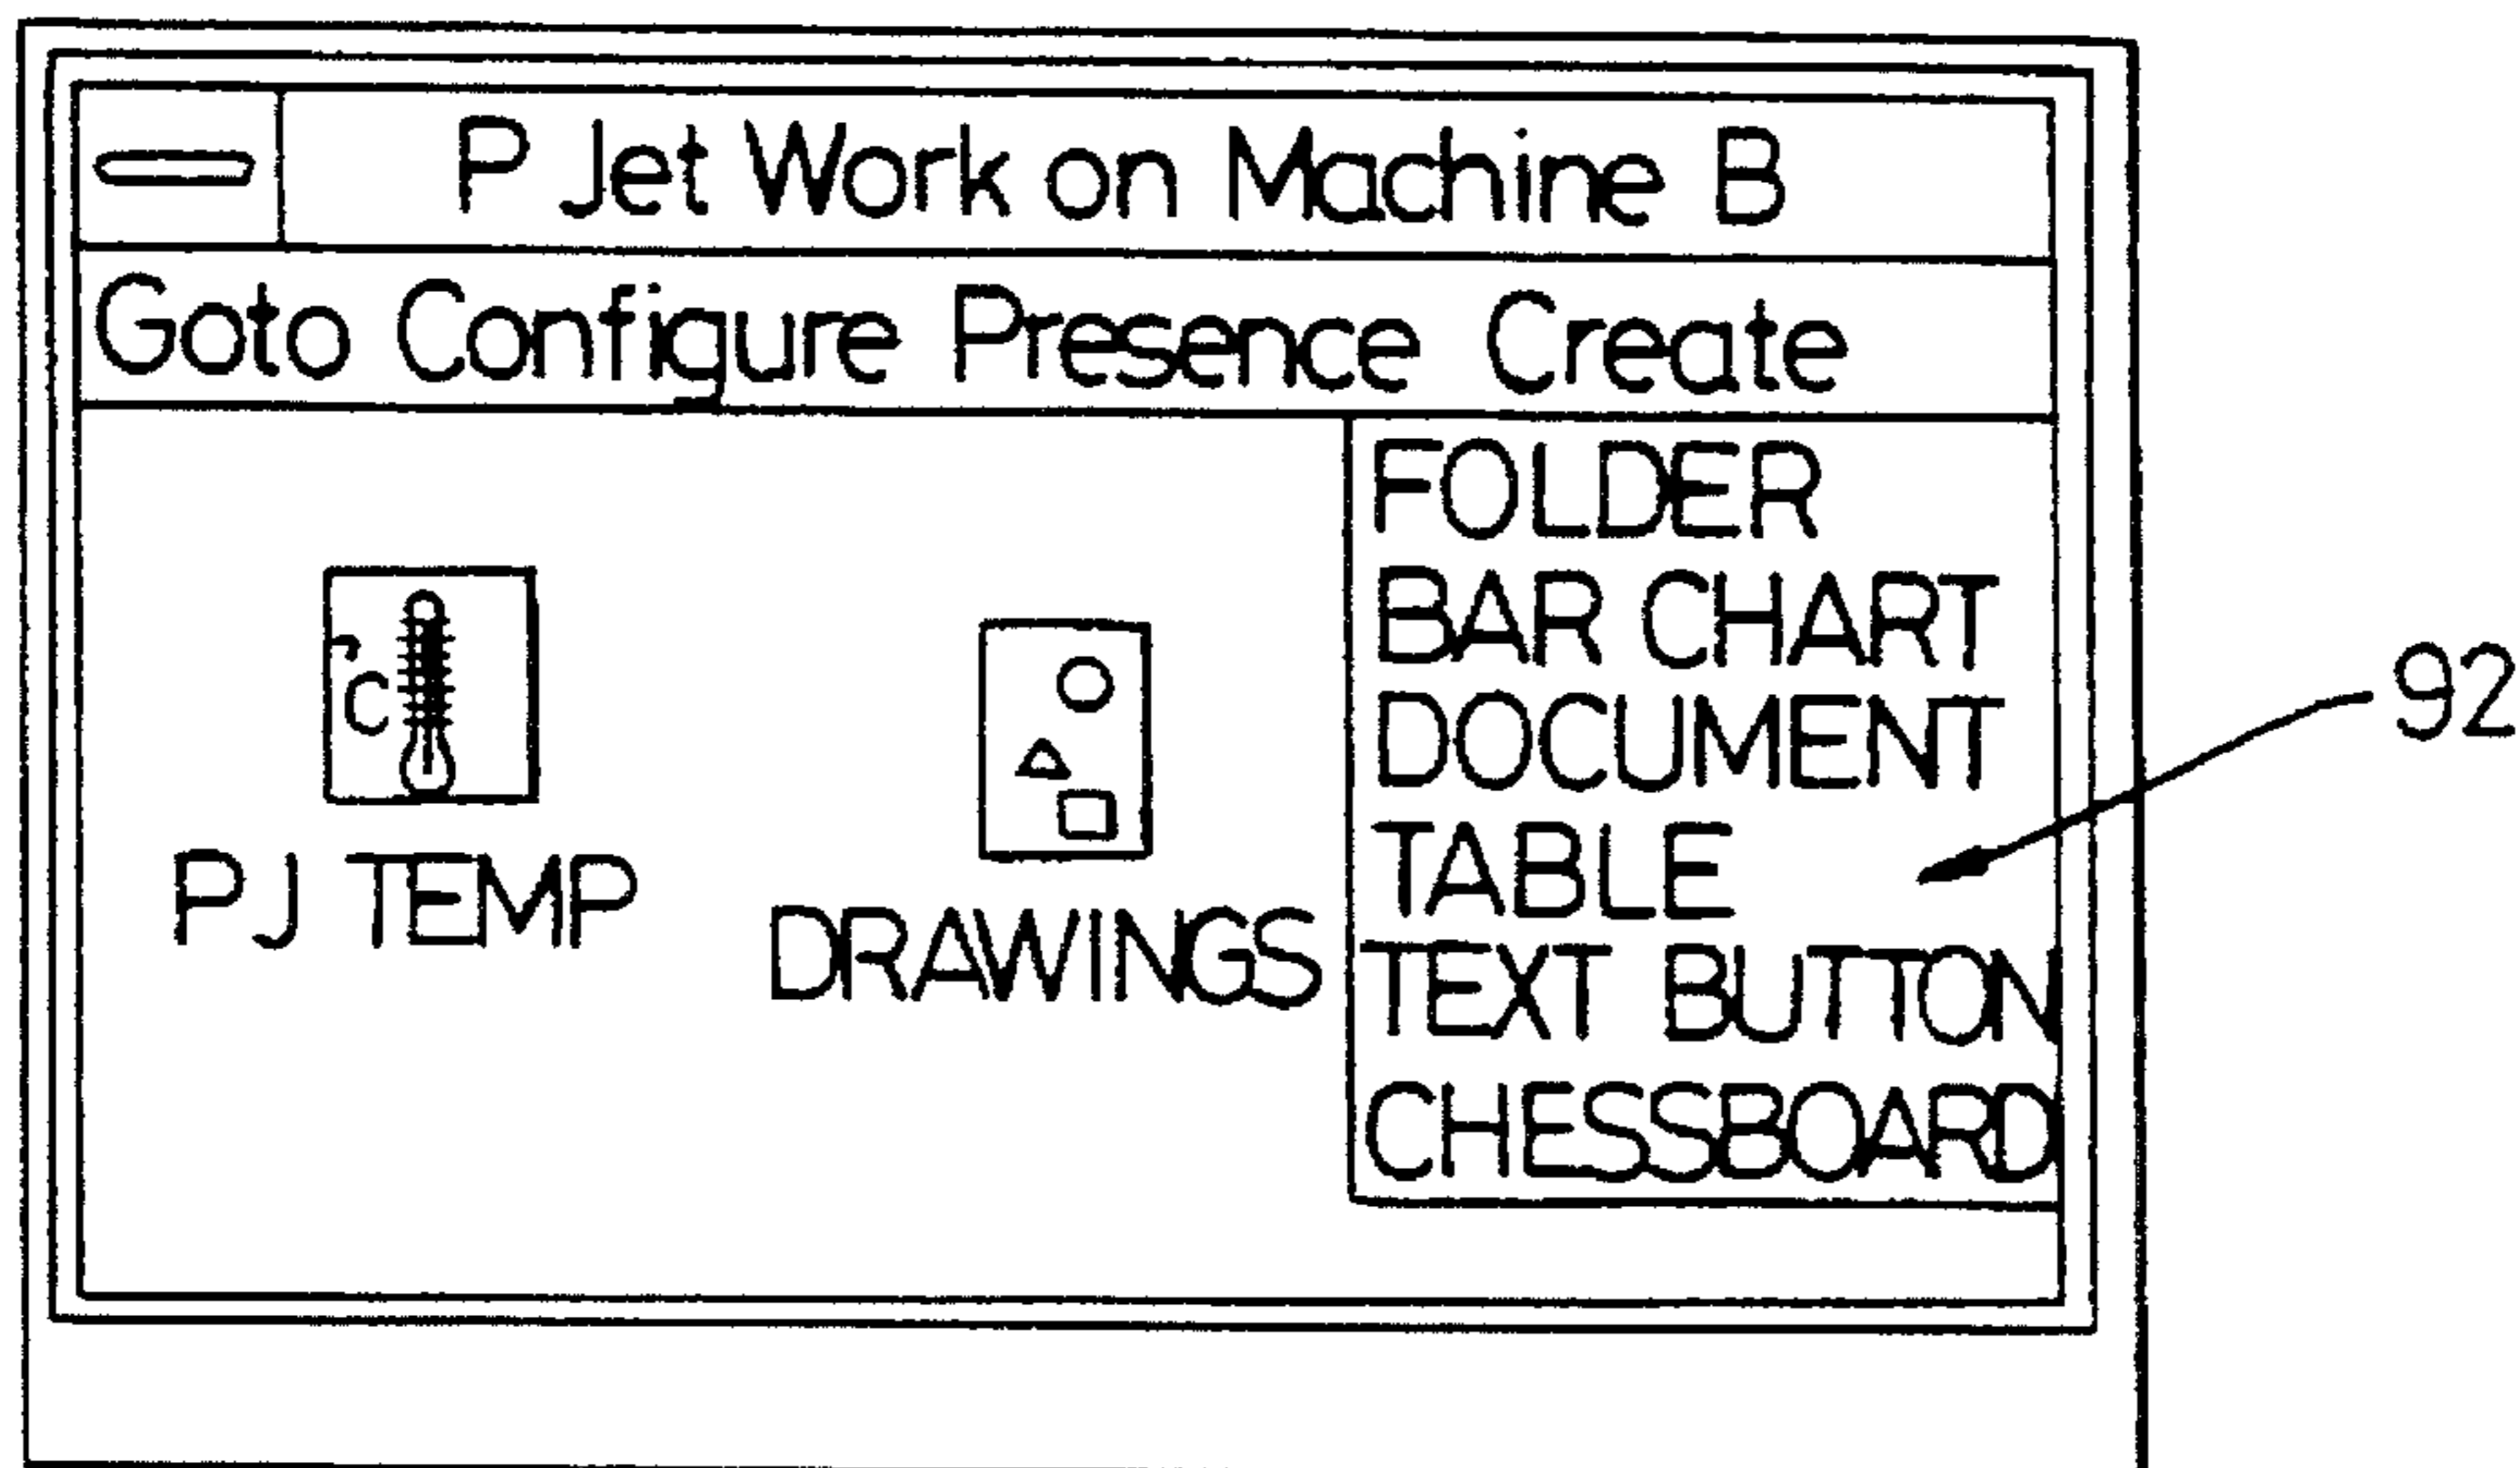 P Jet Work on Machine B
Goto Configure Presence Create
FOLDER
BAR CHART
DOCUMENT
92
TABLE
C
PJ TEMP
DRAWINGS
TEXT BUTTON
CHESSBOARD